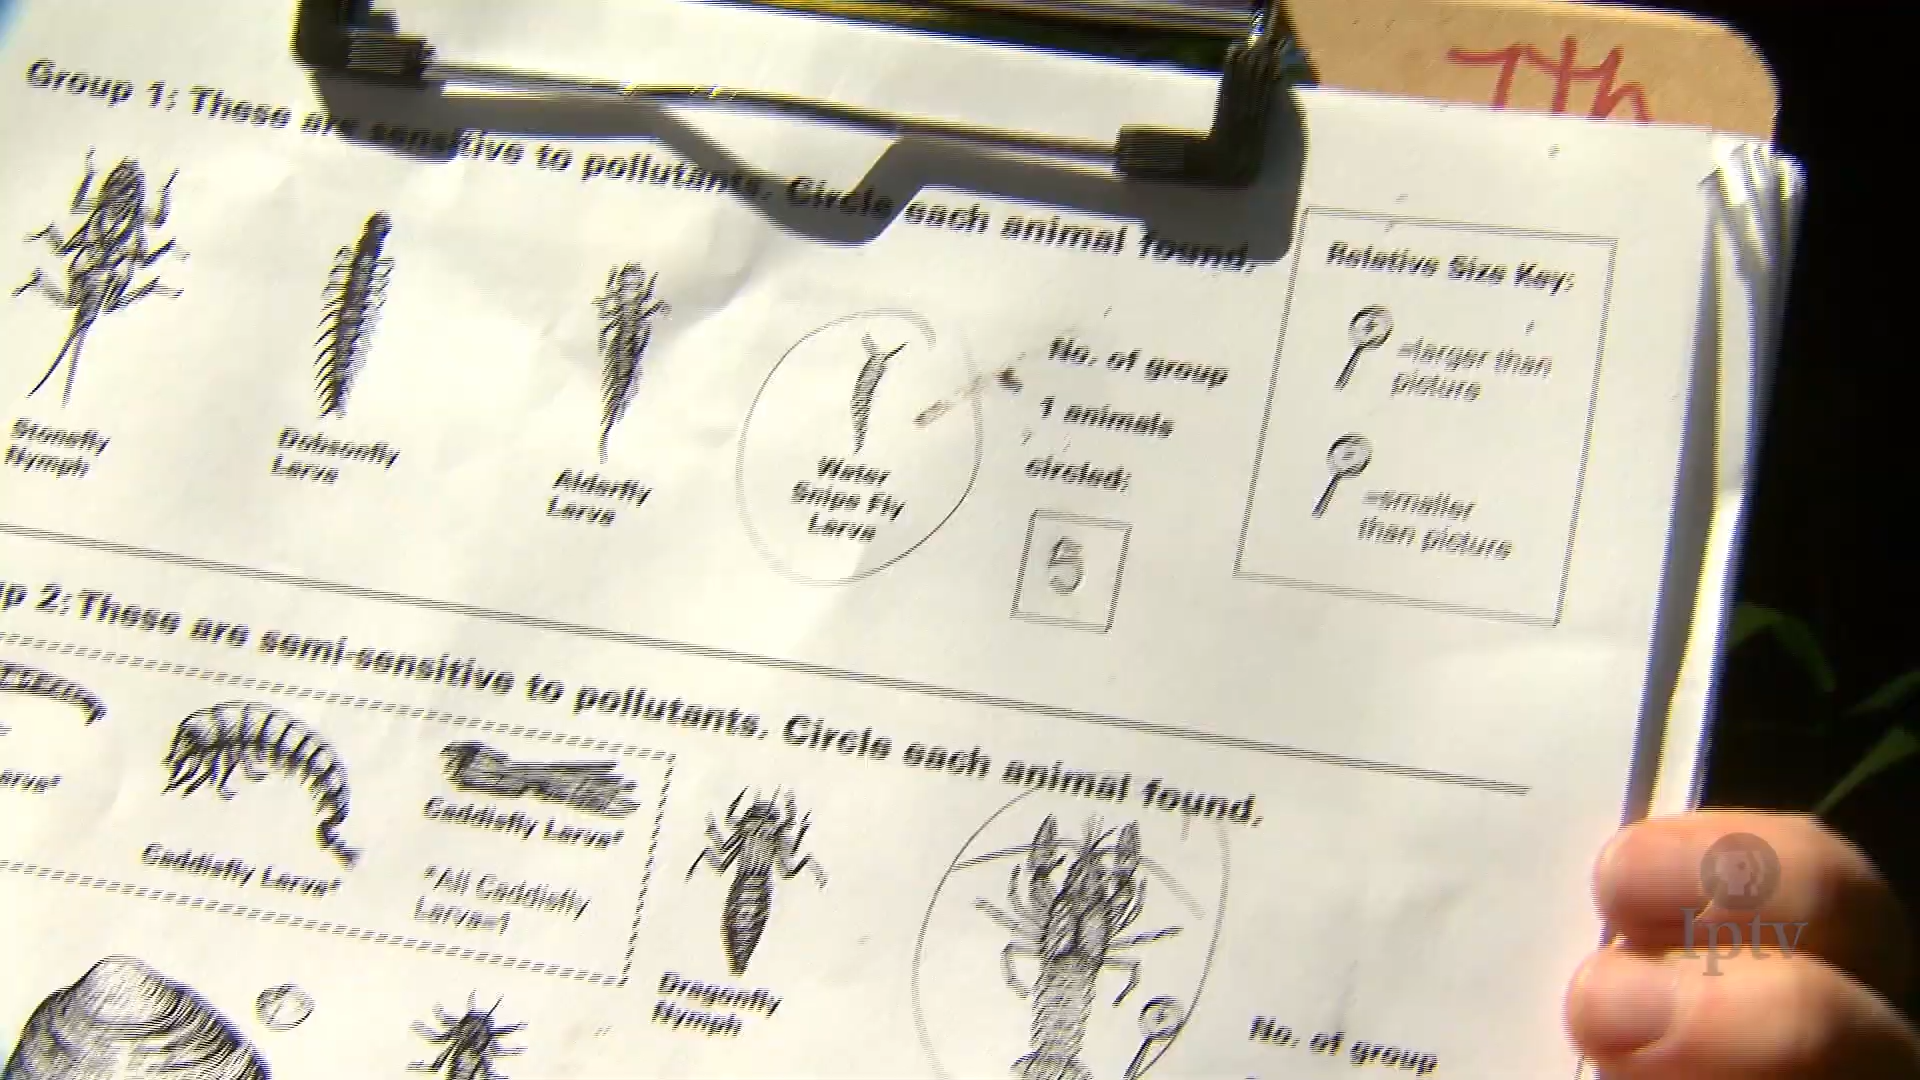 7th
Group 1: These are sensitive to pollutants. Circle each animal found.
Stonefly
Nymph
Dobsonfly
Larva
Alderfly
Larva
Water
Snipe Fly
Larva
No. of group
1 animals
circled:
5
Relative Size Key:
=larger than
picture
=smaller
than picture
p 2: These are semi-sensitive to pollutants. Circle each animal found.
arva*
Caddisfly Larva*
Caddisfly Larva*
*All Caddisfly
Larva=1
Dragonfly
Nymph
No. of group
Iptv